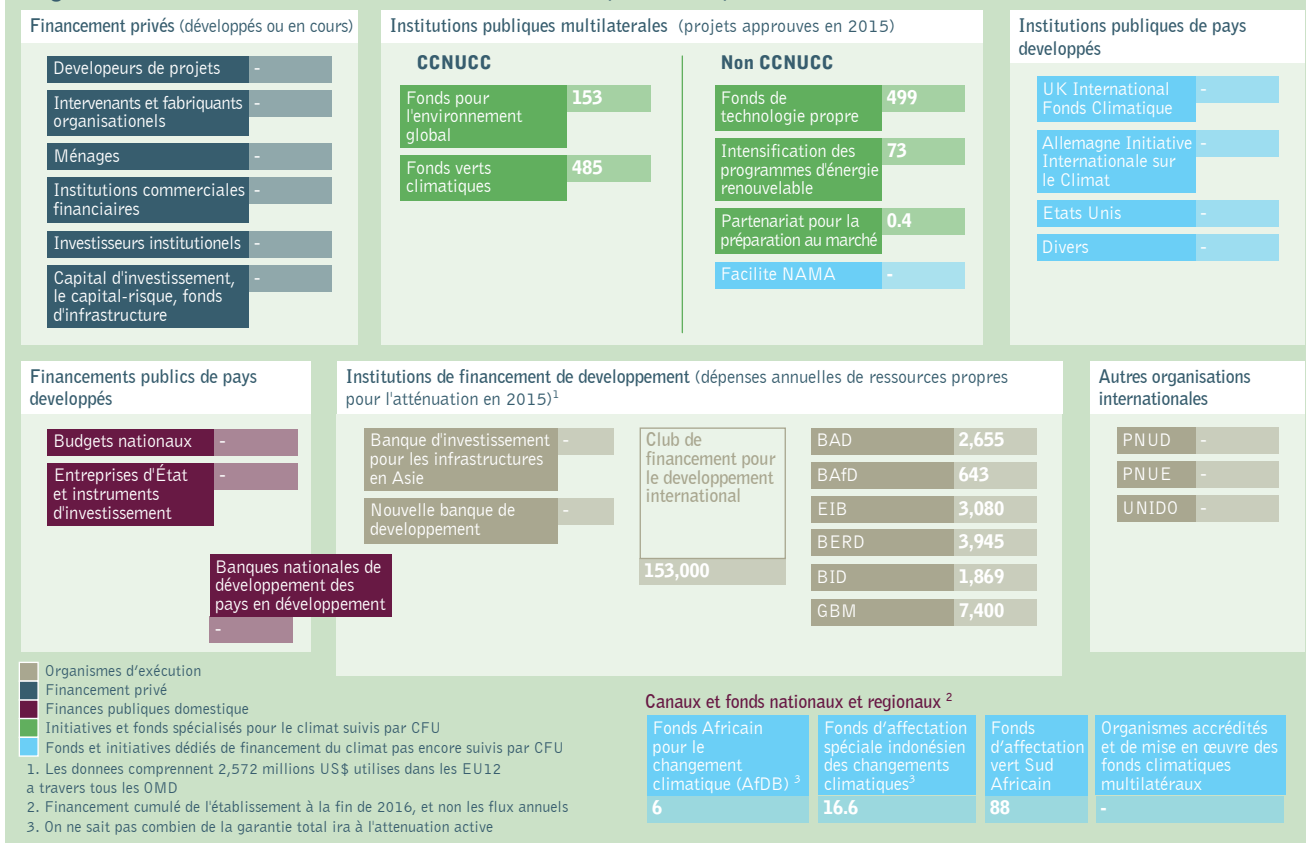 Financement privés (développés ou en cours)
Developeurs de projets -
Intervenants et fabriquants -
organisationels
Ménages -
Institutions commerciales -
financiaires
Investisseurs institutionels -
Capital d'investissement, -
le capital-risque, fonds
d'infrastructure
Institutions publiques multilaterales (projets approuves en 2015)
CCNUCC
Fonds pour 153
l'environnement
global
Fonds verts 485
climatiques
Non CCNUCC
Fonds de 499
technologie propre
Intensification des 73
programmes d'énergie
renouvelable
Partenariat pour la 0.4
préparation au marché
Facilite NAMA -
Institutions publiques de pays
developpés
UK International -
Fonds Climatique
Allemagne Initiative -
Internationale sur
le Climat
Etats Unis -
Divers -
Financements publics de pays
developpés
Budgets nationaux -
Entreprises d'État -
et instruments
d'investissement
Banques nationales de
développement des
pays en développement
-
Institutions de financement de developpement (dépenses annuelles de ressources propres
pour l'atténuation en 2015)1
Banque d'investissement -
pour les infrastructures
en Asie
Nouvelle banque de -
developpement
Club de
financement pour
le developpement
international
153,000
BAD 2,655
BAfD 643
EIB 3,080
BERD 3,945
BID 1,869
GBM 7,400
Autres organisations
internationales
PNUD -
PNUE -
UNIDO -
Organismes d'exécution
Financement privé
Finances publiques domestique
Initiatives et fonds spécialisés pour le climat suivis par CFU
Fonds et initiatives dédiés de financement du climat pas encore suivis par CFU
1. Les donnees comprennent 2,572 millions US$ utilises dans les EU12
a travers tous les OMD
2. Financement cumulé de l'établissement à la fin de 2016, et non les flux annuels
3. On ne sait pas combien de la garantie total ira à l'attenuation active
Canaux et fonds nationaux et regionaux 2
Fonds Africain
pour le
changement
climatique (AfDB) 3
6
Fonds d'affectation
spéciale indonésien
des changements
climatiques3
16.6
Fonds
d'affectation
vert Sud
Africain
88
Organismes accrédités
et de mise en œuvre des
fonds climatiques
multilatéraux
-